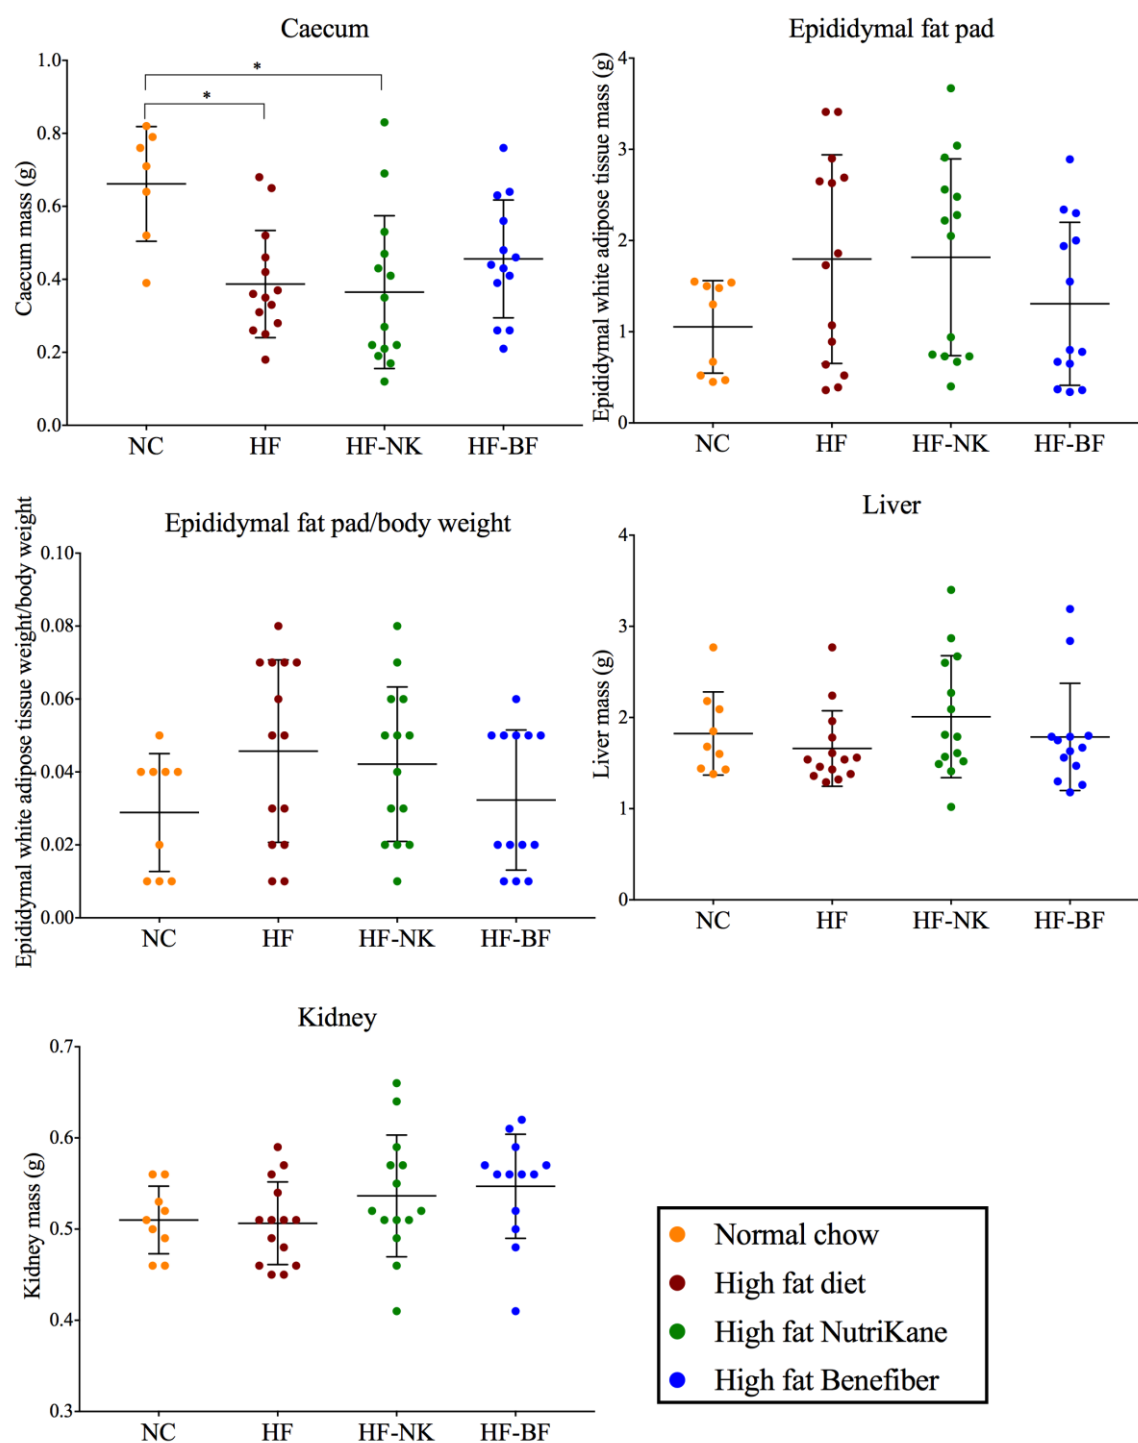 Caecum
Caecum mass (g)
1.0
0.8
0.6
0.4
0.2
0.0
*
*
NC HF HF-NK HF-BF
Epididymal fat pad
Epididymal white adipose tissue mass (g)
4
3
2
1
0
NC HF HF-NK HF-BF
Epididymal fat pad/body weight
Epididymal white adipose tissue weight/body weight
0.10
0.08
0.06
0.04
0.02
0.00
NC HF HF-NK HF-BF
Liver
Liver mass (g)
4
3
2
1
0
NC HF HF-NK HF-BF
Kidney
Kidney mass (g)
0.7
0.6
0.5
0.4
0.3
NC HF HF-NK HF-BF
Normal chow
High fat diet
High fat NutriKane
High fat Benefiber